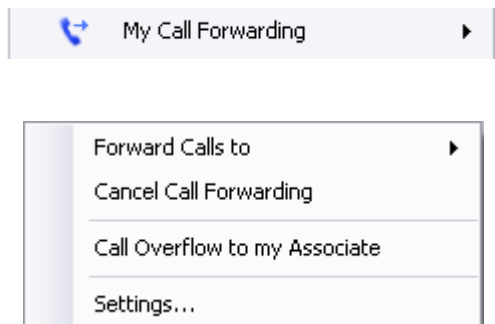 My Call Forwarding
Forward Calls to
Cancel Call Forwarding
Call Overflow to my Associate
Settings...